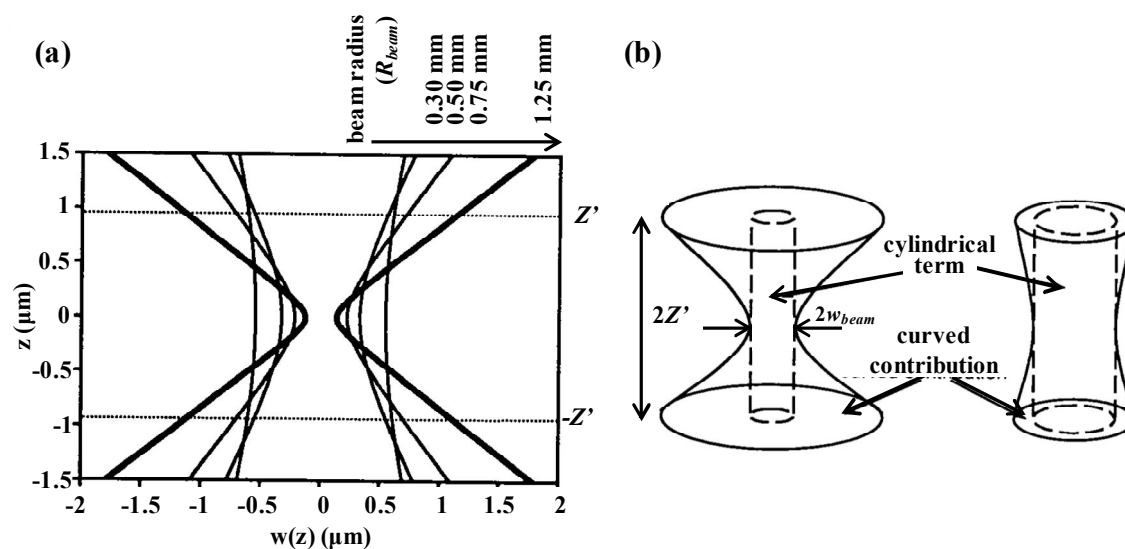 (a)
beam radius
(R_beam)
0.30 mm
0.50 mm
0.75 mm
1.25 mm
1.5
1
0.5
0
-0.5
-1
-1.5
z (µm)
Z'
-Z'
-2
-1.5
-1
-0.5
0
0.5
1
1.5
2
w(z) (µm)
(b)
cylindrical
term
2Z'
2w_beam
curved
contribution